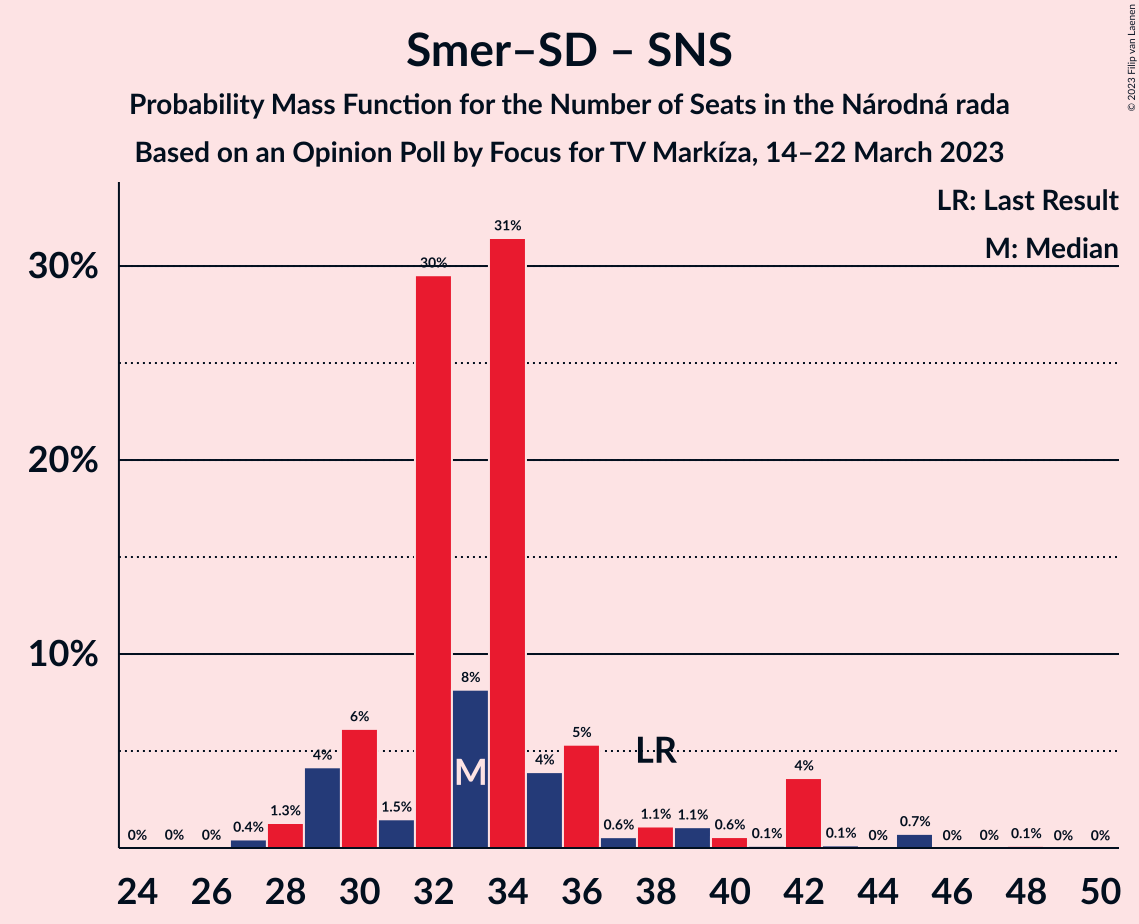 Smer–SD – SNS
Probability Mass Function for the Number of Seats in the Národná rada
Based on an Opinion Poll by Focus for TV Markíza, 14–22 March 2023
© 2023 Filip van Laenen
LR: Last Result
M: Median
30%
20%
10%
0% 0% 0% 0.4% 1.3% 4% 6% 1.5% 30% 8% 31% 4% 5% 0.6% 1.1% 1.1% 0.6% 0.1% 4% 0.1% 0% 0.7% 0% 0% 0.1% 0% 0%
M
LR
24 26 28 30 32 34 36 38 40 42 44 46 48 50